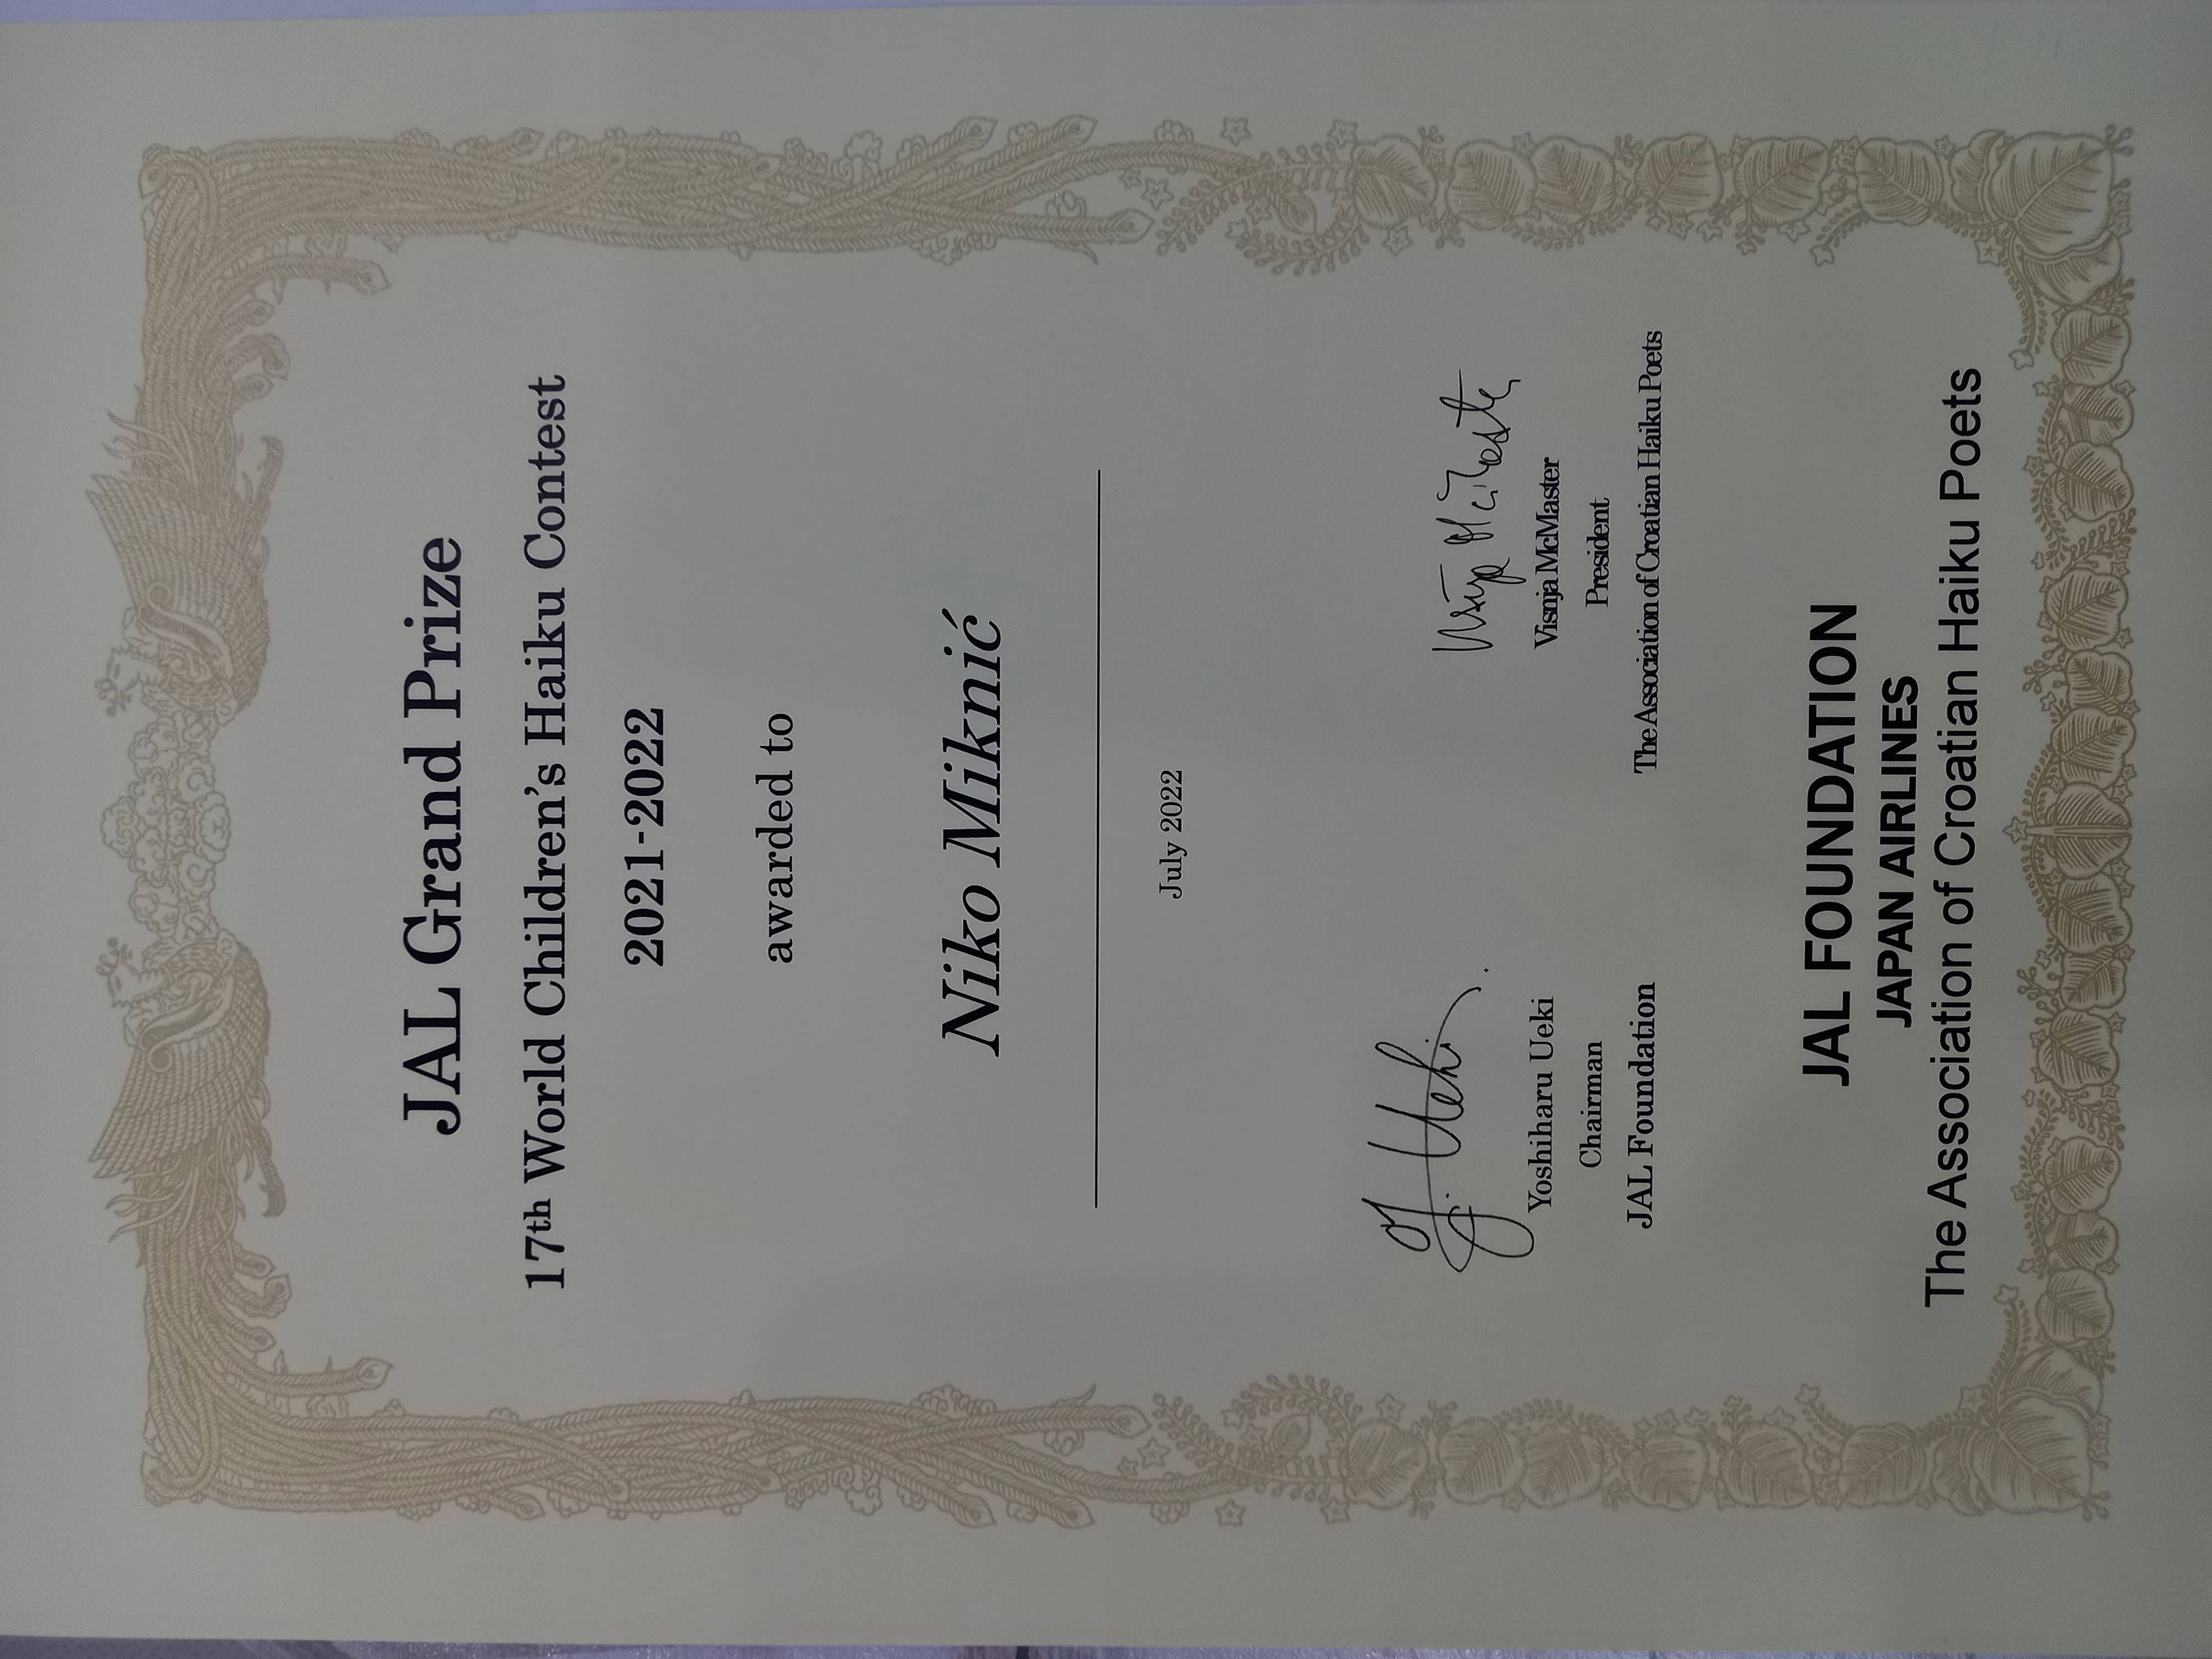 JAL Grand Prize
17th World Children's Haiku Contest
2021-2022
awarded to
Niko Miknić
July 2022
Yoshiharu Ueki
Chairman
JAL Foundation
Visnja McMaster
President
The Association of Croatian Haiku Poets
JAL FOUNDATION
JAPAN AIRLINES
The Association of Croatian Haiku Poets